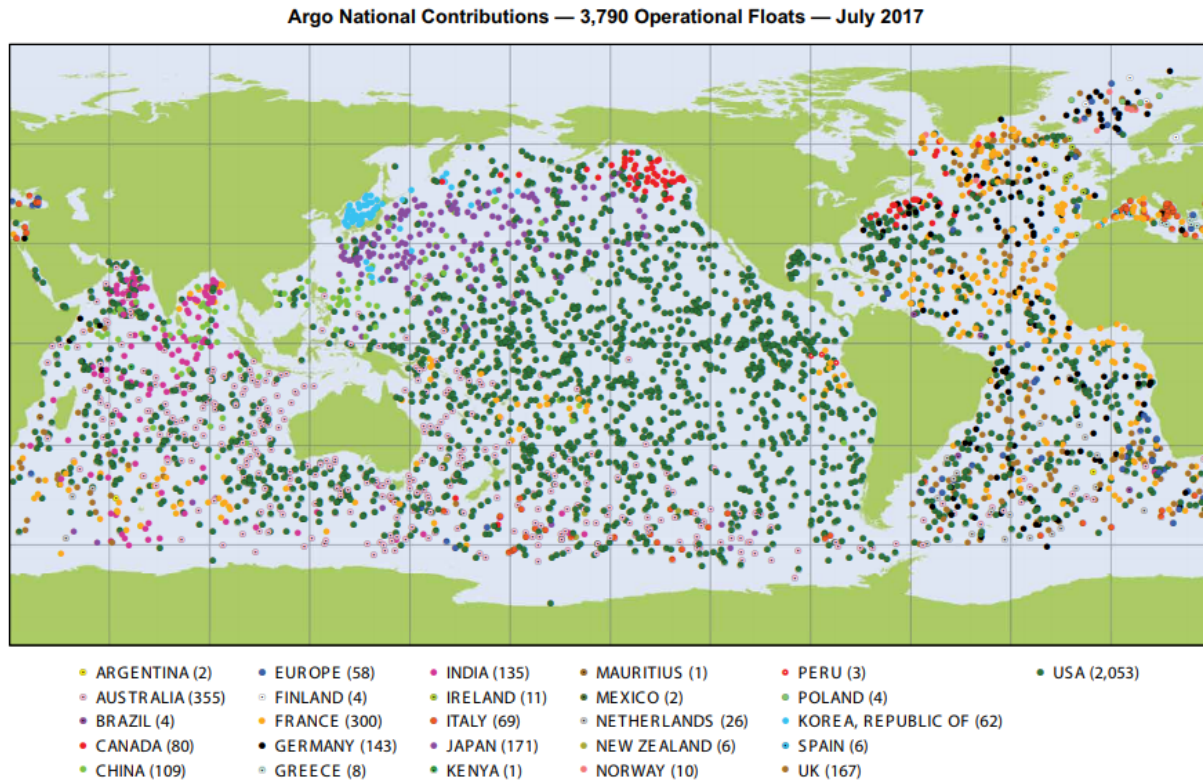 Argo National Contributions — 3,790 Operational Floats — July 2017
ARGENTINA (2)
AUSTRALIA (355)
BRAZIL (4)
CANADA (80)
CHINA (109)
EUROPE (58)
FINLAND (4)
FRANCE (300)
GERMANY (143)
GREECE (8)
INDIA (135)
IRELAND (11)
ITALY (69)
JAPAN (171)
KENYA (1)
MAURITIUS (1)
MEXICO (2)
NETHERLANDS (26)
NEW ZEALAND (6)
NORWAY (10)
PERU (3)
POLAND (4)
KOREA, REPUBLIC OF (62)
SPAIN (6)
UK (167)
USA (2,053)